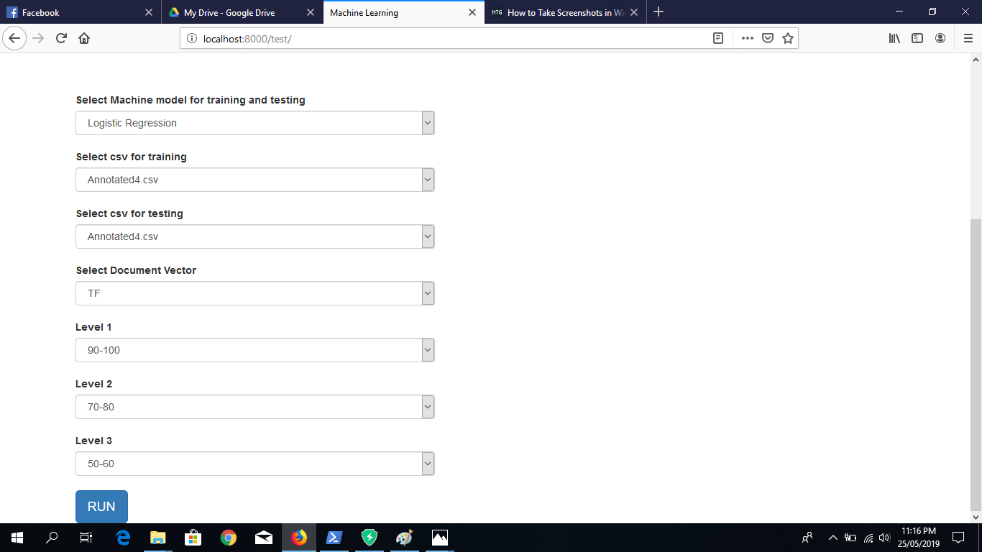 Facebook
My Drive - Google Drive
Machine Learning
HTG How to Take Screenshots in Wi
localhost:8000/test/
Select Machine model for training and testing
Logistic Regression
Select csv for training
Annotated4.csv
Select csv for testing
Annotated4.csv
Select Document Vector
TF
Level 1
90-100
Level 2
70-80
Level 3
50-60
RUN
11:16 PM
25/05/2019